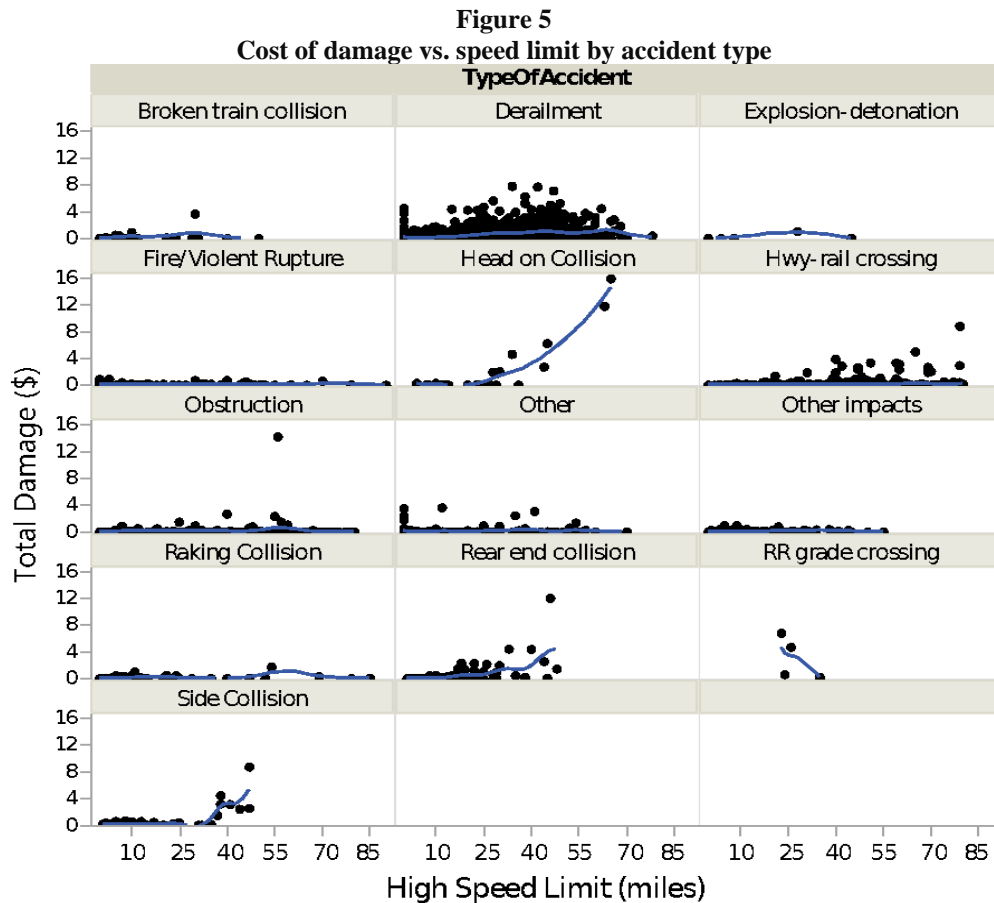 Figure 5
Cost of damage vs. speed limit by accident type
TypeOfAccident
Broken train collision Derailment Explosion-detonation
16
12
8
4
0
Fire/Violent Rupture Head on Collision Hwy-rail crossing
16
12
8
4
0
Obstruction Other Other impacts
16
12
8
4
0
Raking Collision Rear end collision RR grade crossing
16
12
8
4
0
Side Collision
16
12
8
4
0
Total Damage ($)
10 25 40 55 70 85 10 25 40 55 70 85 10 25 40 55 70 85
High Speed Limit (miles)